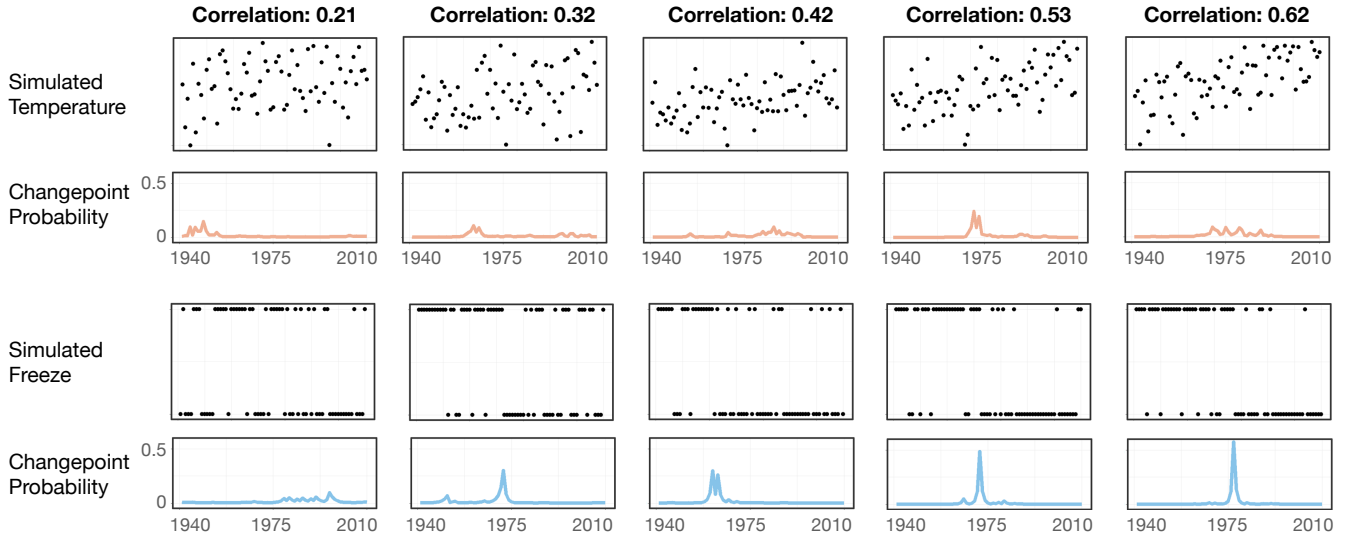 Correlation: 0.21 Correlation: 0.32 Correlation: 0.42 Correlation: 0.53 Correlation: 0.62
Simulated
Temperature
Changepoint
Probability
0.5
0
1940 1975 2010 1940 1975 2010 1940 1975 2010 1940 1975 2010 1940 1975 2010
Simulated
Freeze
Changepoint
Probability
0.5
0
1940 1975 2010 1940 1975 2010 1940 1975 2010 1940 1975 2010 1940 1975 2010